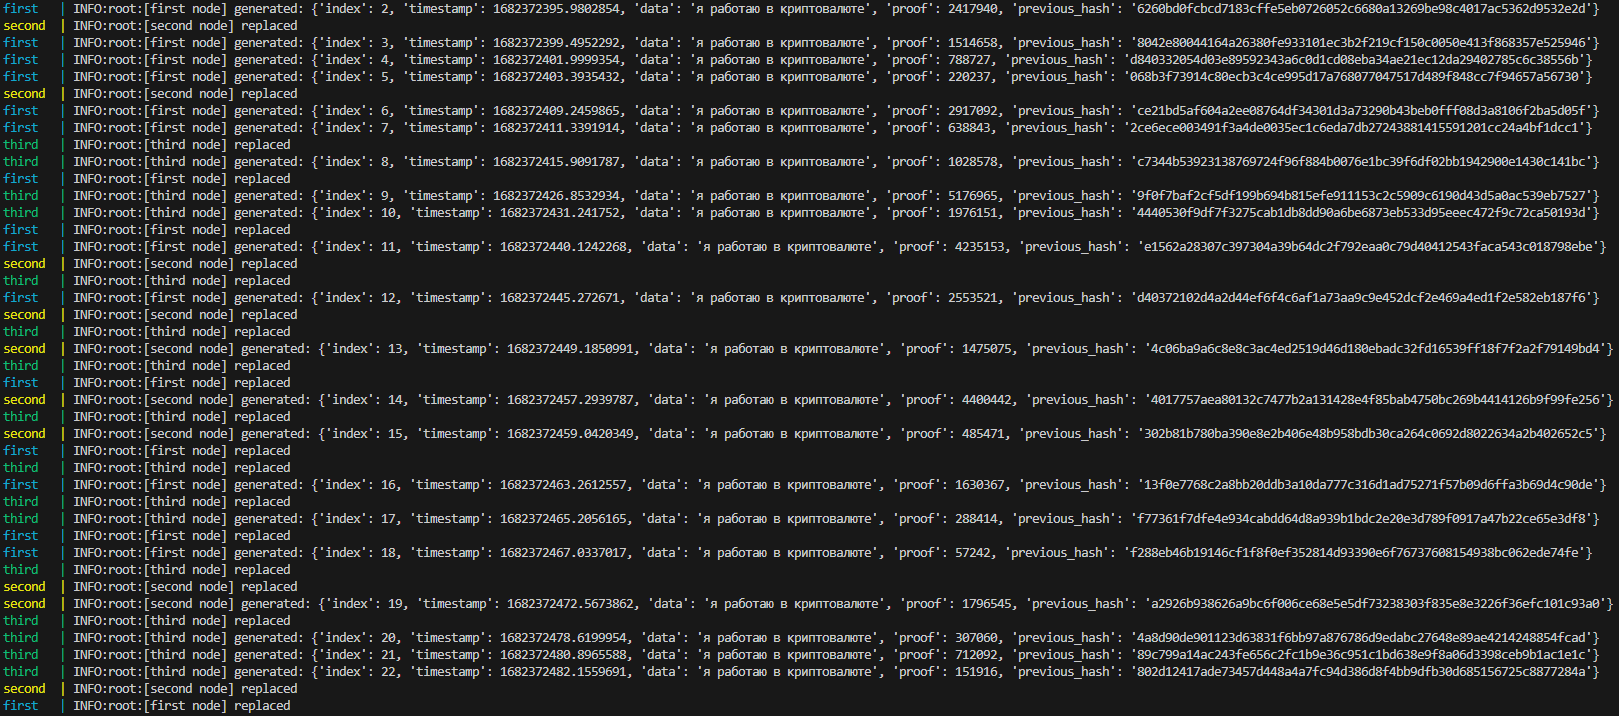 first   | INFO:root:[first node] generated: {'index': 2, 'timestamp': 1682372395.9802854, 'data': 'я работаю в криптовалюте', 'proof': 2417940, 'previous_hash': '6260bd0fcbcd7183cffe5eb0726052c6680a13269be98c4017ac5362d9532e2d'}
second  | INFO:root:[second node] replaced
first   | INFO:root:[first node] generated: {'index': 3, 'timestamp': 1682372399.4952292, 'data': 'я работаю в криптовалюте', 'proof': 1514658, 'previous_hash': '8042e80044164a26380fe933101ec3b2f219cf150c0050e413f868357e525946'}
first   | INFO:root:[first node] generated: {'index': 4, 'timestamp': 1682372401.9999354, 'data': 'я работаю в криптовалюте', 'proof': 788727, 'previous_hash': 'd840332054d03e89592343a6c0d1cd08eba34ae21ec12da29402785c6c38556b'}
first   | INFO:root:[first node] generated: {'index': 5, 'timestamp': 1682372403.3935432, 'data': 'я работаю в криптовалюте', 'proof': 220237, 'previous_hash': '068b3f73914c80ecb3c4ce995d17a768077047517d489f848cc7f94657a56730'}
second  | INFO:root:[second node] replaced
first   | INFO:root:[first node] generated: {'index': 6, 'timestamp': 1682372409.2459865, 'data': 'я работаю в криптовалюте', 'proof': 2917092, 'previous_hash': 'ce21bd5af604a2ee08764df34301d3a73290b43beb0fff08d3a8106f2ba5d05f'}
first   | INFO:root:[first node] generated: {'index': 7, 'timestamp': 1682372411.3391914, 'data': 'я работаю в криптовалюте', 'proof': 638843, 'previous_hash': '2ce6ece003491f3a4de0035ec1c6eda7db27243881415591201cc24a4bf1dcc1'}
third   | INFO:root:[third node] replaced
third   | INFO:root:[third node] generated: {'index': 8, 'timestamp': 1682372415.9091787, 'data': 'я работаю в криптовалюте', 'proof': 1028578, 'previous_hash': 'c7344b53923138769724f96f884b0076e1bc39f6df02bb1942900e1430c141bc'}
first   | INFO:root:[first node] replaced
third   | INFO:root:[third node] generated: {'index': 9, 'timestamp': 1682372426.8532934, 'data': 'я работаю в криптовалюте', 'proof': 5176965, 'previous_hash': '9f0f7baf2cf5df199b694b815efe911153c2c5909c6190d43d5a0ac539eb7527'}
third   | INFO:root:[third node] generated: {'index': 10, 'timestamp': 1682372431.241752, 'data': 'я работаю в криптовалюте', 'proof': 1976151, 'previous_hash': '4440530f9df7f3275cab1db8dd90a6be6873eb533d95eeec472f9c72ca50193d'}
first   | INFO:root:[first node] replaced
first   | INFO:root:[first node] generated: {'index': 11, 'timestamp': 1682372440.1242268, 'data': 'я работаю в криптовалюте', 'proof': 4235153, 'previous_hash': 'e1562a28307c397304a39b64dc2f792eaa0c79d40412543faca543c018798ebe'}
second  | INFO:root:[second node] replaced
third   | INFO:root:[third node] replaced
first   | INFO:root:[first node] generated: {'index': 12, 'timestamp': 1682372445.272671, 'data': 'я работаю в криптовалюте', 'proof': 2553521, 'previous_hash': 'd40372102d4a2d44ef6f4c6af1a73aa9c9e452dcf2e469a4ed1f2e582eb187f6'}
second  | INFO:root:[second node] replaced
third   | INFO:root:[third node] replaced
second  | INFO:root:[second node] generated: {'index': 13, 'timestamp': 1682372449.1850991, 'data': 'я работаю в криптовалюте', 'proof': 1475075, 'previous_hash': '4c06ba9a6c8e8c3ac4ed2519d46d180ebadc32fd16539ff18f7f2a2f79149bd4'}
third   | INFO:root:[third node] replaced
first   | INFO:root:[first node] replaced
second  | INFO:root:[second node] generated: {'index': 14, 'timestamp': 1682372457.2939787, 'data': 'я работаю в криптовалюте', 'proof': 4400442, 'previous_hash': '4017757aea80132c7477b2a131428e4f85bab4750bc269b4414126b9f99fe256'}
third   | INFO:root:[third node] replaced
second  | INFO:root:[second node] generated: {'index': 15, 'timestamp': 1682372459.0420349, 'data': 'я работаю в криптовалюте', 'proof': 485471, 'previous_hash': '302b81b780ba390e8e2b406e48b958bdb30ca264c0692d8022634a2b402652c5'}
first   | INFO:root:[first node] replaced
third   | INFO:root:[third node] replaced
first   | INFO:root:[first node] generated: {'index': 16, 'timestamp': 1682372463.2612557, 'data': 'я работаю в криптовалюте', 'proof': 1630367, 'previous_hash': '13f0e7768c2a8bb20ddb3a10da777c316d1ad75271f57b09d6ffa3b69d4c90de'}
third   | INFO:root:[third node] replaced
third   | INFO:root:[third node] generated: {'index': 17, 'timestamp': 1682372465.2056165, 'data': 'я работаю в криптовалюте', 'proof': 288414, 'previous_hash': 'f77361f7dfe4e934cabdd64d8a939b1bdc2e20e3d789f0917a47b22ce65e3df8'}
first   | INFO:root:[first node] replaced
first   | INFO:root:[first node] generated: {'index': 18, 'timestamp': 1682372467.0337017, 'data': 'я работаю в криптовалюте', 'proof': 57242, 'previous_hash': 'f288eb46b19146cf1f8f0ef352814d93390e6f76737608154938bc062ede74fe'}
third   | INFO:root:[third node] replaced
second  | INFO:root:[second node] replaced
second  | INFO:root:[second node] generated: {'index': 19, 'timestamp': 1682372472.5673862, 'data': 'я работаю в криптовалюте', 'proof': 1796545, 'previous_hash': 'a2926b938626a9bc6f006ce68e5e5df73238303f835e8e3226f36efc101c93a0'}
third   | INFO:root:[third node] replaced
third   | INFO:root:[third node] generated: {'index': 20, 'timestamp': 1682372478.6199954, 'data': 'я работаю в криптовалюте', 'proof': 307060, 'previous_hash': '4a8d90de901123d63831f6bb97a876786d9edabc27648e89ae4214248854fcad'}
third   | INFO:root:[third node] generated: {'index': 21, 'timestamp': 1682372480.8965588, 'data': 'я работаю в криптовалюте', 'proof': 712092, 'previous_hash': '89c799a14ac243fe656c2fc1b9e36c951c1bd638e9f8a06d3398ceb9b1ac1e1c'}
third   | INFO:root:[third node] generated: {'index': 22, 'timestamp': 1682372482.1559691, 'data': 'я работаю в криптовалюте', 'proof': 151916, 'previous_hash': '802d12417ade73457d448a4a7fc94d386d8f4bb9dfb30d685156725c8877284a'}
second  | INFO:root:[second node] replaced
first   | INFO:root:[first node] replaced